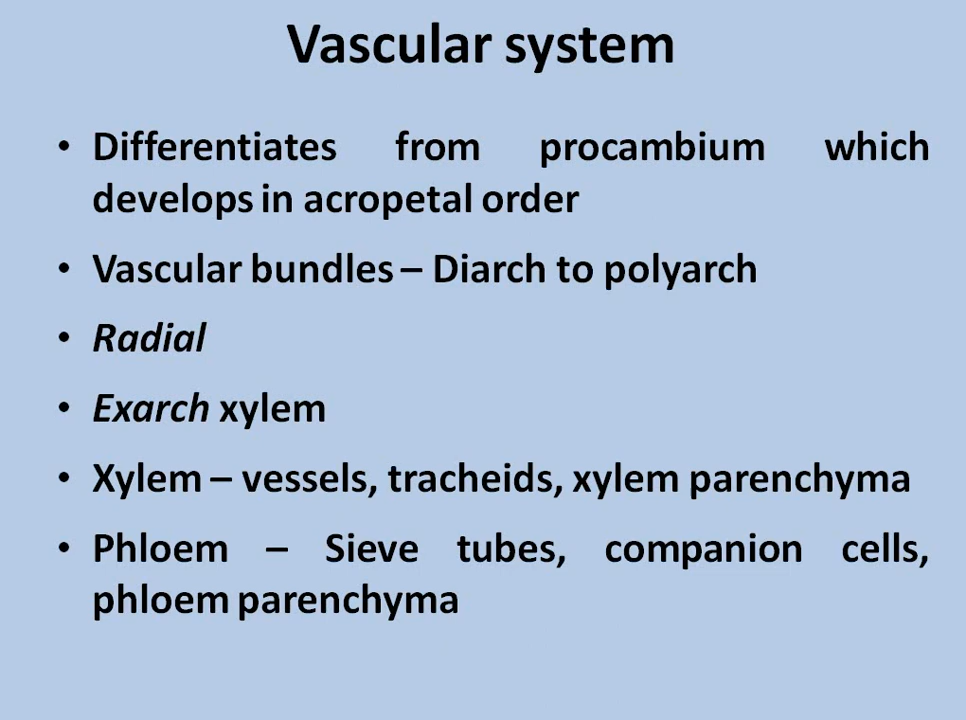 Vascular system
• Differentiates from procambium which
develops in acropetal order
• Vascular bundles – Diarch to polyarch
• Radial
• Exarch xylem
• Xylem – vessels, tracheids, xylem parenchyma
• Phloem – Sieve tubes, companion cells,
phloem parenchyma